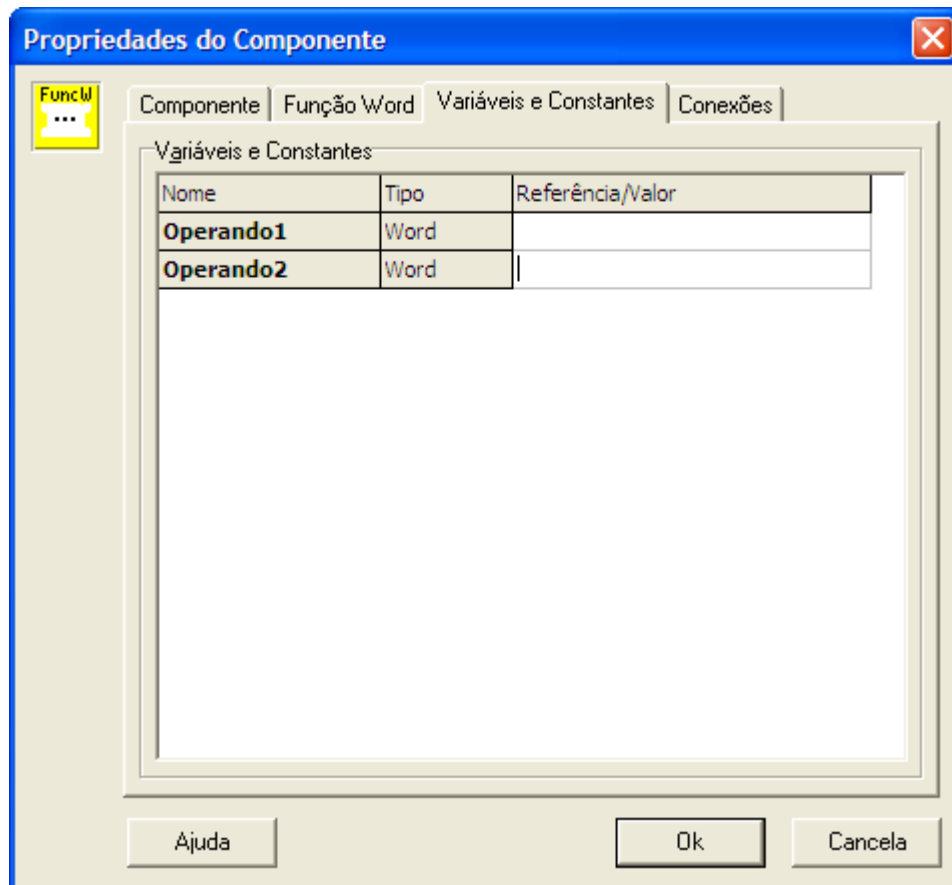 Propriedades do Componente
FuncW
...
Componente Função Word Variáveis e Constantes Conexões
Variáveis e Constantes
Nome Tipo Referência/Valor
Operando1 Word
Operando2 Word
Ajuda Ok Cancela